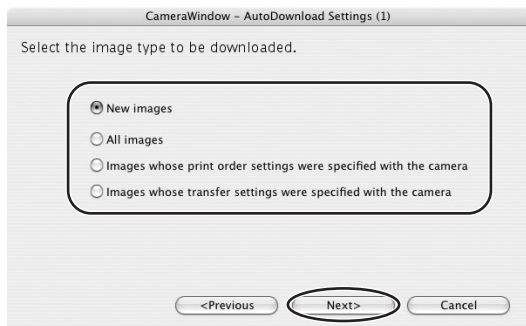 CameraWindow – AutoDownload Settings (1)
Select the image type to be downloaded.
New images
All images
Images whose print order settings were specified with the camera
Images whose transfer settings were specified with the camera
<Previous Next> Cancel